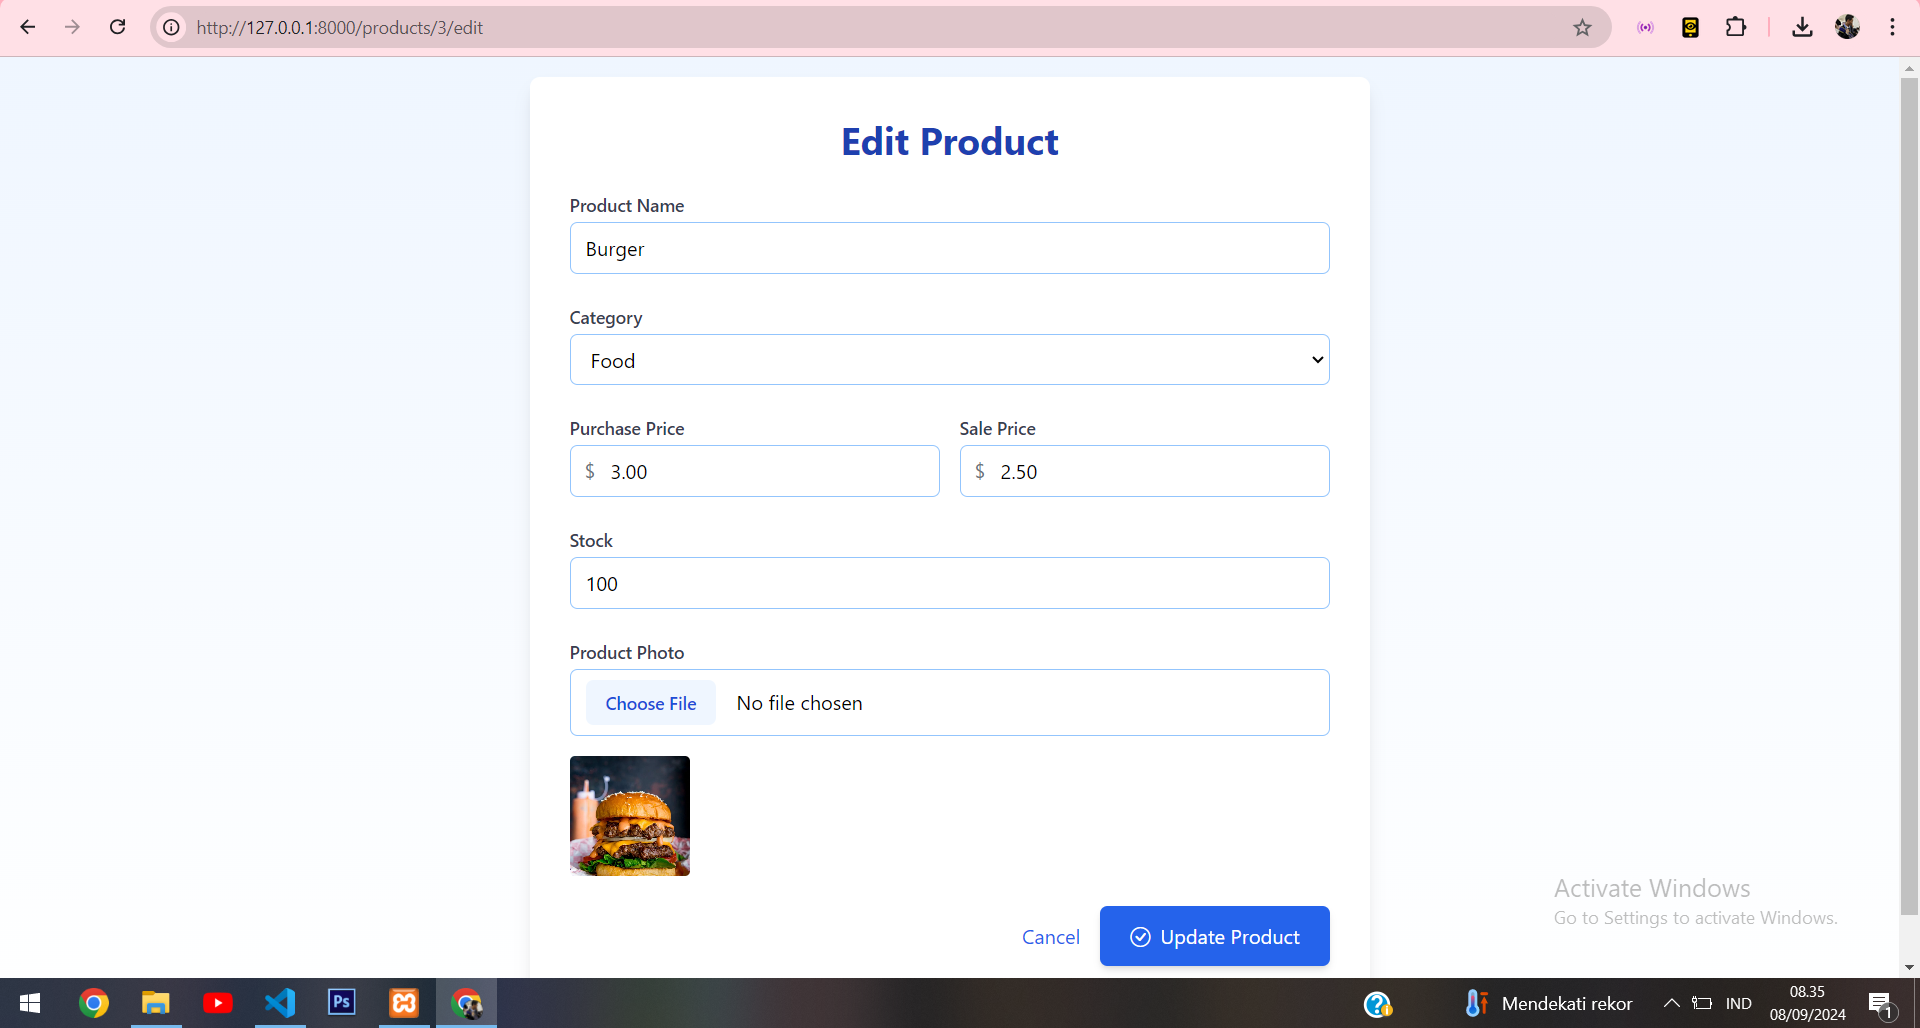 http://127.0.0.1:8000/products/3/edit
Edit Product
Product Name
Burger
Category
Food
Purchase Price
Sale Price
$ 3.00
$ 2.50
Stock
100
Product Photo
Choose File No file chosen
Activate Windows
Go to Settings to activate Windows.
Cancel
Update Product
Ps
Mendekati rekor
IND
08.35
08/09/2024
1